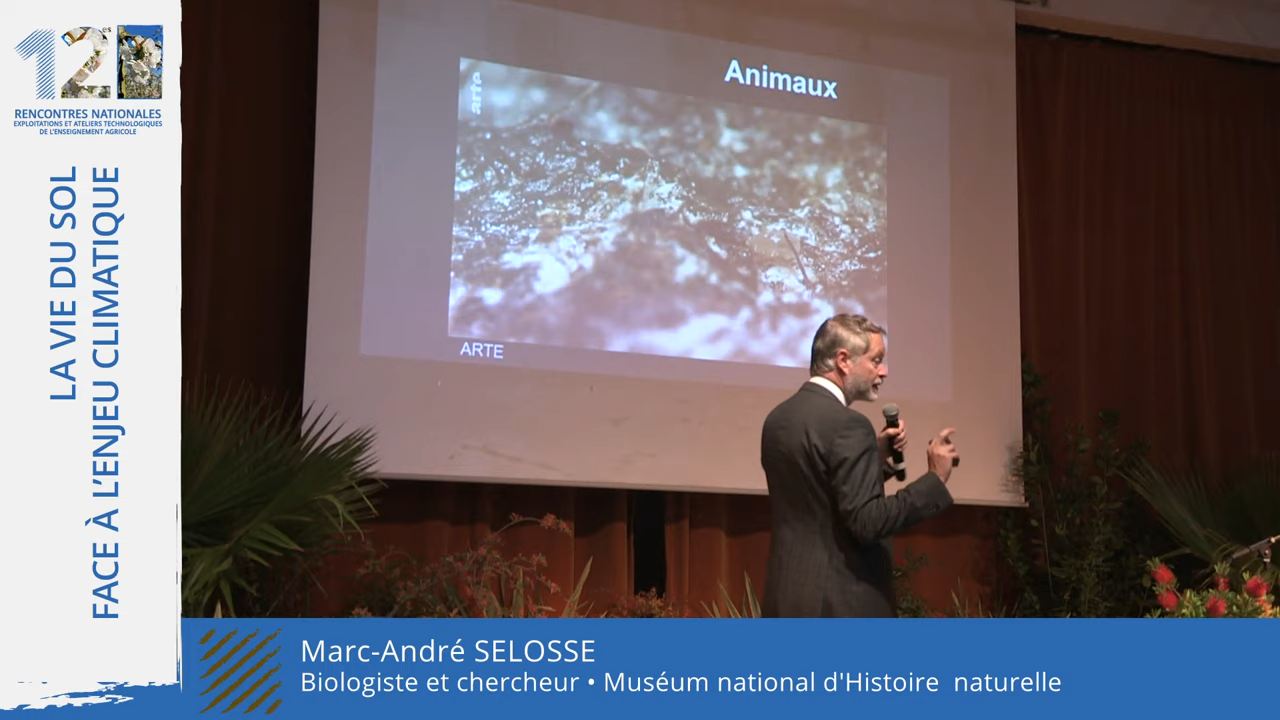 12es
RENCONTRES NATIONALES
EXPLOITATIONS ET ATELIERS TECHNOLOGIQUES
DE L'ENSEIGNEMENT AGRICOLE
LA VIE DU SOL
FACE À L'ENJEU CLIMATIQUE
Animaux
arte
ARTE
Marc-André SELOSSE
Biologiste et chercheur • Muséum national d'Histoire naturelle